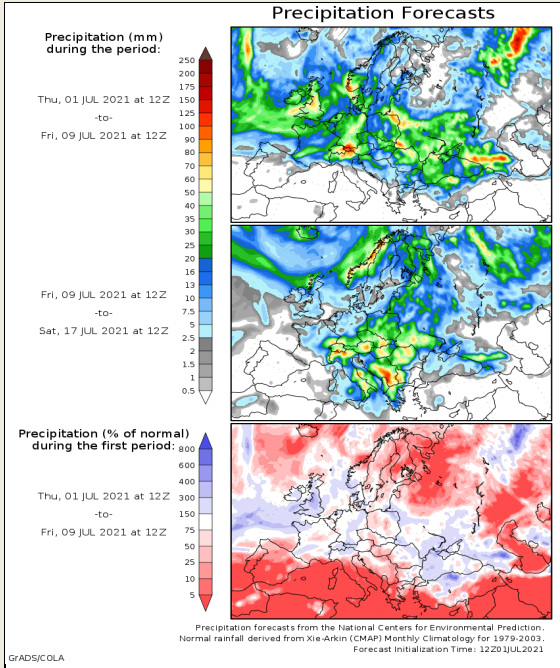 Precipitation Forecasts
Precipitation (mm)
during the period:
Thu, 01 JUL 2021 at 12Z
-to-
Fri, 09 JUL 2021 at 12Z
250
200
175
150
125
100
90
80
70
60
50
40
35
30
25
20
16
13
10
7.5
5
2.5
2
1.5
1
0.5
Fri, 09 JUL 2021 at 12Z
-to-
Sat, 17 JUL 2021 at 12Z
Precipitation (% of normal)
during the first period:
Thu, 01 JUL 2021 at 12Z
-to-
Fri, 09 JUL 2021 at 12Z
800
600
400
300
150
75
50
25
10
5
Precipitation forecasts from the National Centers for Environmental Prediction.
Normal rainfall derived from Xie-Arkin (CMAP) Monthly Climatology for 1979-2003.
Forecast Initialization Time: 12Z01JUL2021
GrADS/COLA